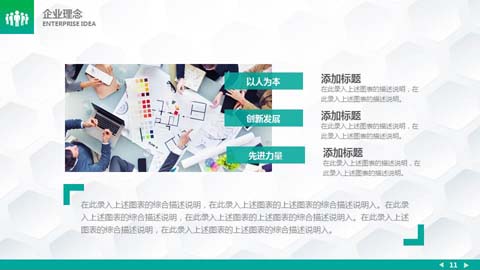 企业理念
ENTERPRISE IDEA
以人为本
添加标题
在此录入上述图表的描述说明，在
此录入上述图表的描述说明。
创新发展
添加标题
在此录入上述图表的描述说明，在
此录入上述图表的描述说明。
先进力量
添加标题
在此录入上述图表的描述说明，在
此录入上述图表的描述说明。
在此录入上述图表的综合描述说明，在此录入上述图表的上述图表的综合描述说明入。在此录
入上述图表的综合描述说明，在此录入上述图表的上述图表的综合描述说明入。在此录入上述
图表的综合描述说明，在此录入上述图表的上述图表的综合描述说明入。
11